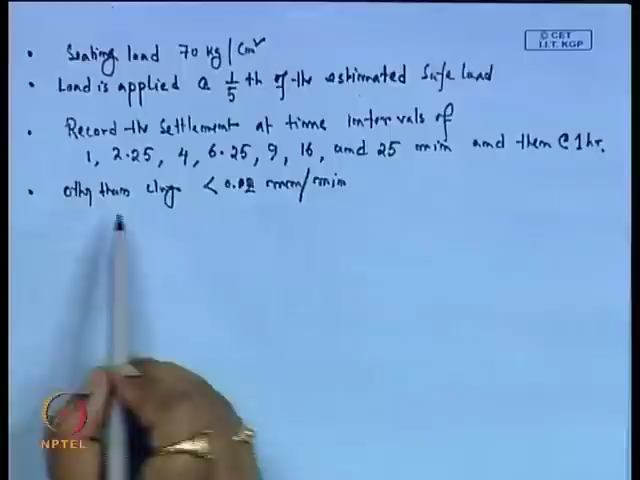 © CET
I.I.T. KGP
• Seating load 70 kg/cm²
• Load is applied @ 1/5 th of the estimated safe load
• Record the settlement at time intervals of
1, 2.25, 4, 6.25, 9, 16, and 25 min and then @ 1 hr.
• than clay < 0.02 mm/min
NPTEL